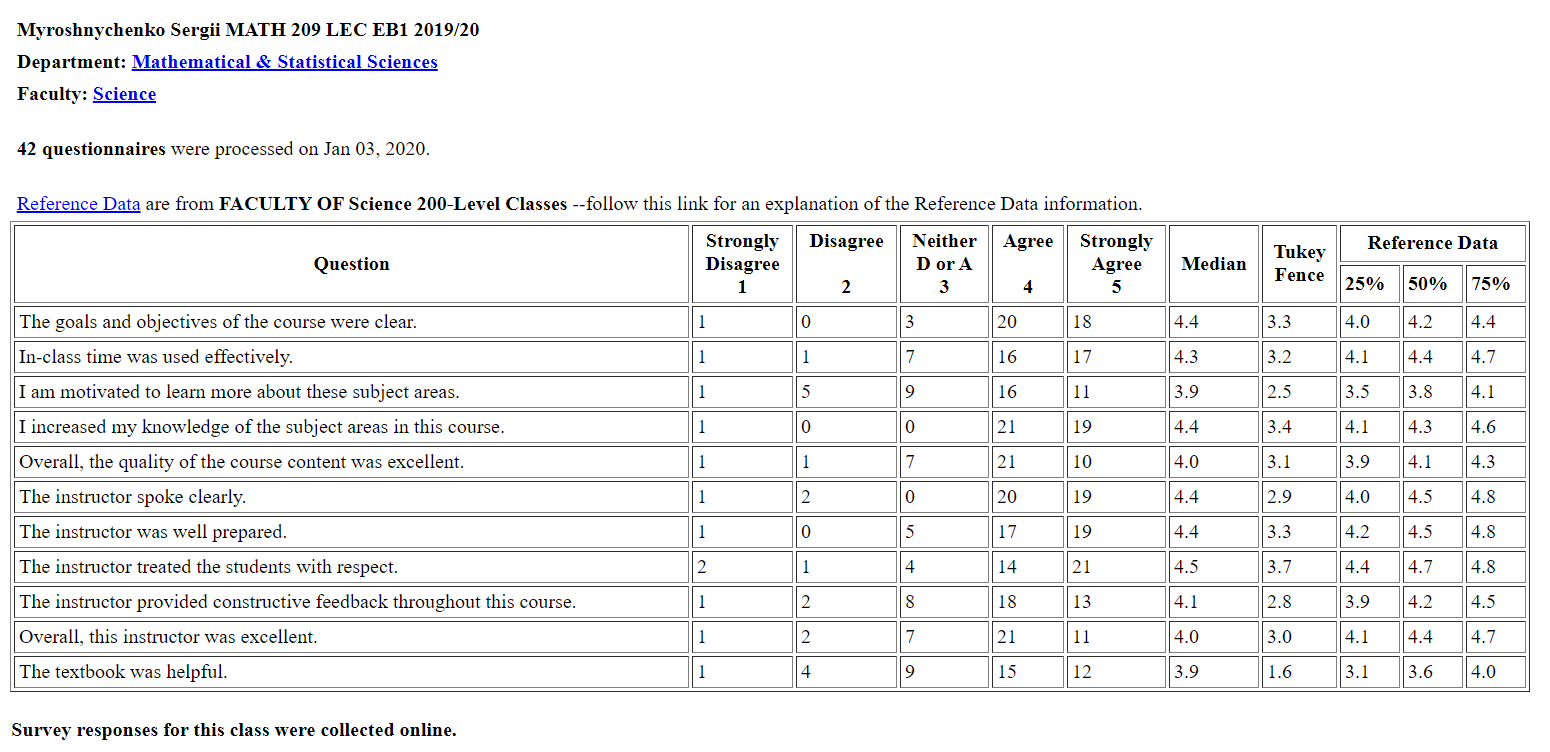 Myroshnychenko Sergii MATH 209 LEC EB1 2019/20
Department: Mathematical & Statistical Sciences
Faculty: Science
42 questionnaires were processed on Jan 03, 2020.
Reference Data are from FACULTY OF Science 200-Level Classes --follow this link for an explanation of the Reference Data information.
Question Strongly Disagree 1 Disagree 2 Neither D or A 3 Agree 4 Strongly Agree 5 Median Tukey Fence Reference Data
25% 50% 75%
The goals and objectives of the course were clear. 1 0 3 20 18 4.4 3.3 4.0 4.2 4.4
In-class time was used effectively. 1 1 7 16 17 4.3 3.2 4.1 4.4 4.7
I am motivated to learn more about these subject areas. 1 5 9 16 11 3.9 2.5 3.5 3.8 4.1
I increased my knowledge of the subject areas in this course. 1 0 0 21 19 4.4 3.4 4.1 4.3 4.6
Overall, the quality of the course content was excellent. 1 1 7 21 10 4.0 3.1 3.9 4.1 4.3
The instructor spoke clearly. 1 2 0 20 19 4.4 2.9 4.0 4.5 4.8
The instructor was well prepared. 1 0 5 17 19 4.4 3.3 4.2 4.5 4.8
The instructor treated the students with respect. 2 1 4 14 21 4.5 3.7 4.4 4.7 4.8
The instructor provided constructive feedback throughout this course. 1 2 8 18 13 4.1 2.8 3.9 4.2 4.5
Overall, this instructor was excellent. 1 2 7 21 11 4.0 3.0 4.1 4.4 4.7
The textbook was helpful. 1 4 9 15 12 3.9 1.6 3.1 3.6 4.0
Survey responses for this class were collected online.